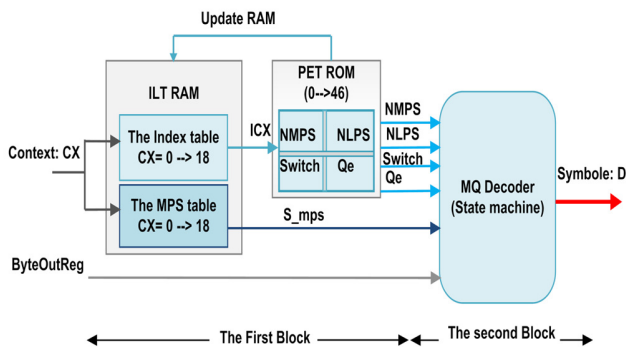 Update RAM
ILT RAM
PET ROM
(0-->46)
Context: CX
The Index table
CX= 0 --> 18
ICX
NMPS
NLPS
Switch
Qe
NMPS
NLPS
Switch
Qe
The MPS table
CX= 0 --> 18
S_mps
MQ Decoder
(State machine)
Symbole: D
ByteOutReg
The First Block
The second Block